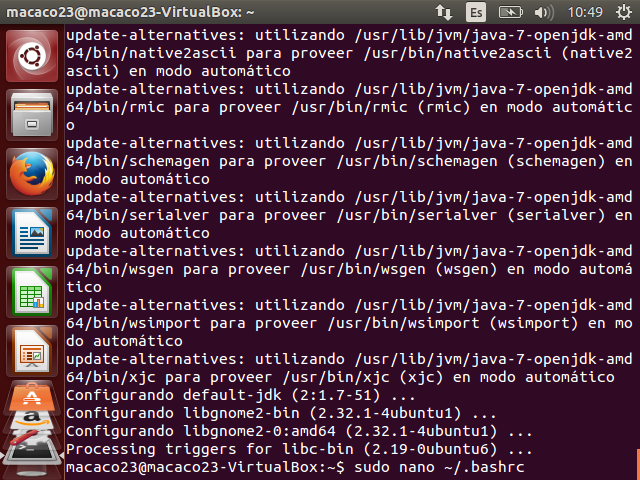 macaco23@macaco23-VirtualBox: ~ Es 10:49
update-alternatives: utilizando /usr/lib/jvm/java-7-openjdk-amd
64/bin/native2ascii para proveer /usr/bin/native2ascii (native2
ascii) en modo automático
update-alternatives: utilizando /usr/lib/jvm/java-7-openjdk-amd
64/bin/rmic para proveer /usr/bin/rmic (rmic) en modo automátic
o
update-alternatives: utilizando /usr/lib/jvm/java-7-openjdk-amd
64/bin/schemagen para proveer /usr/bin/schemagen (schemagen) en
 modo automático
update-alternatives: utilizando /usr/lib/jvm/java-7-openjdk-amd
64/bin/serialver para proveer /usr/bin/serialver (serialver) en
 modo automático
update-alternatives: utilizando /usr/lib/jvm/java-7-openjdk-amd
64/bin/wsgen para proveer /usr/bin/wsgen (wsgen) en modo automá
tico
update-alternatives: utilizando /usr/lib/jvm/java-7-openjdk-amd
64/bin/wsimport para proveer /usr/bin/wsimport (wsimport) en mo
do automático
update-alternatives: utilizando /usr/lib/jvm/java-7-openjdk-amd
64/bin/xjc para proveer /usr/bin/xjc (xjc) en modo automático
Configurando default-jdk (2:1.7-51) ...
Configurando libgnome2-bin (2.32.1-4ubuntu1) ...
Configurando libgnome2-0:amd64 (2.32.1-4ubuntu1) ...
Processing triggers for libc-bin (2.19-0ubuntu6) ...
macaco23@macaco23-VirtualBox:~$ sudo nano ~/.bashrc